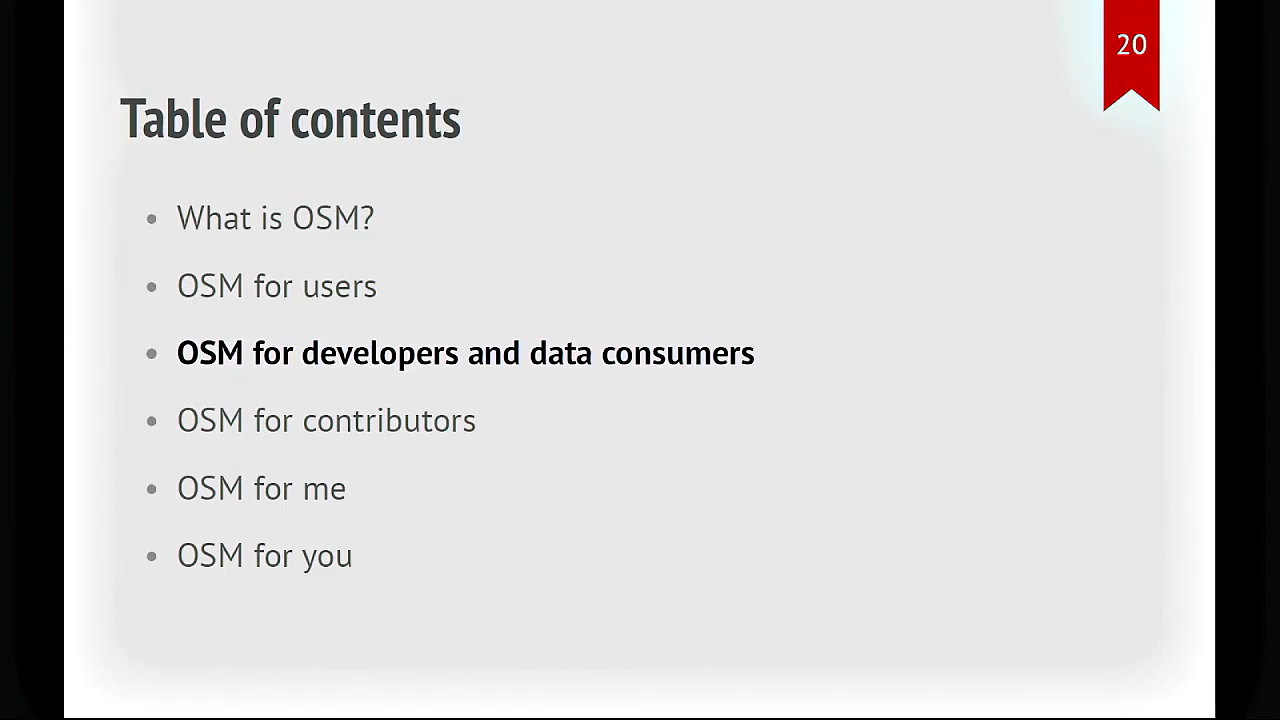 20
Table of contents
What is OSM?
OSM for users
OSM for developers and data consumers
OSM for contributors
OSM for me
OSM for you